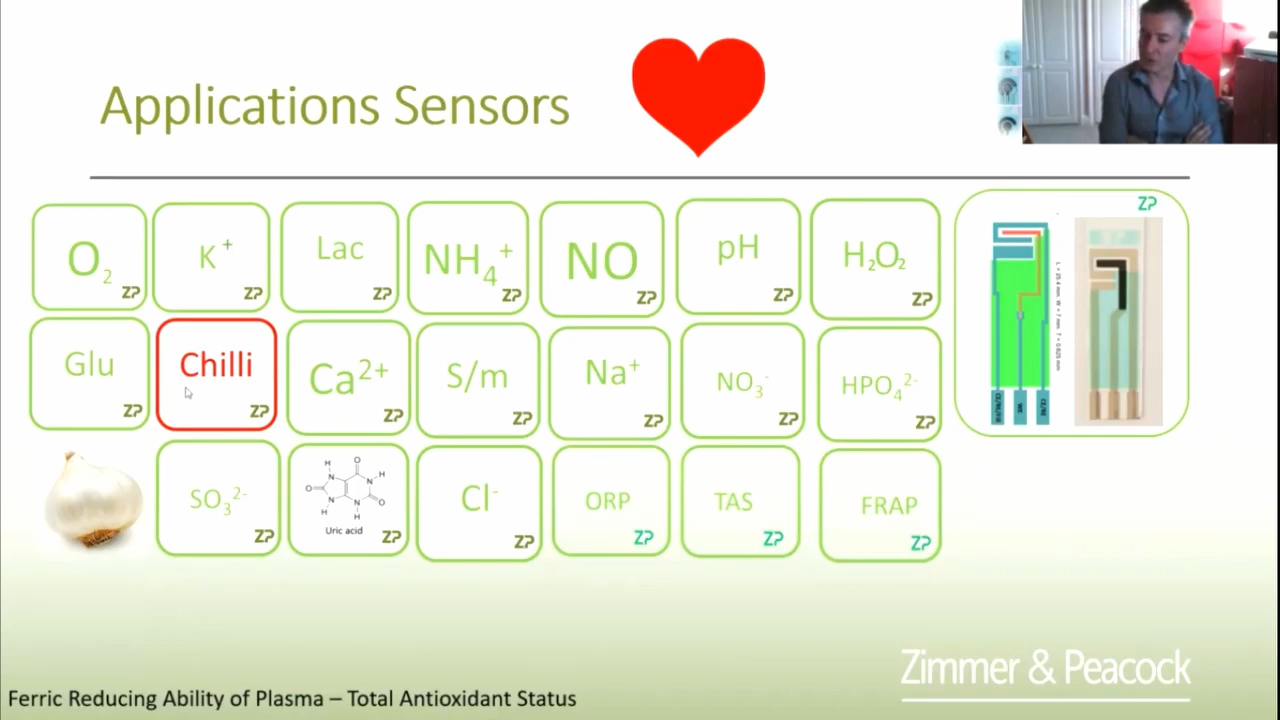 Applications Sensors
O₂ ZP
K⁺ ZP
Lac ZP
NH₄⁺ ZP
NO ZP
pH ZP
H₂O₂ ZP
ZP
Glu ZP
Chilli ZP
Ca²⁺ ZP
S/m ZP
Na⁺ ZP
NO₃⁻ ZP
HPO₄²⁻ ZP
SO₃²⁻ ZP
H O
N N H
O O
N N
H H
Uric acid ZP
Cl⁻ ZP
ORP ZP
TAS ZP
FRAP ZP
WE
Zimmer & Peacock
Ferric Reducing Ability of Plasma – Total Antioxidant Status